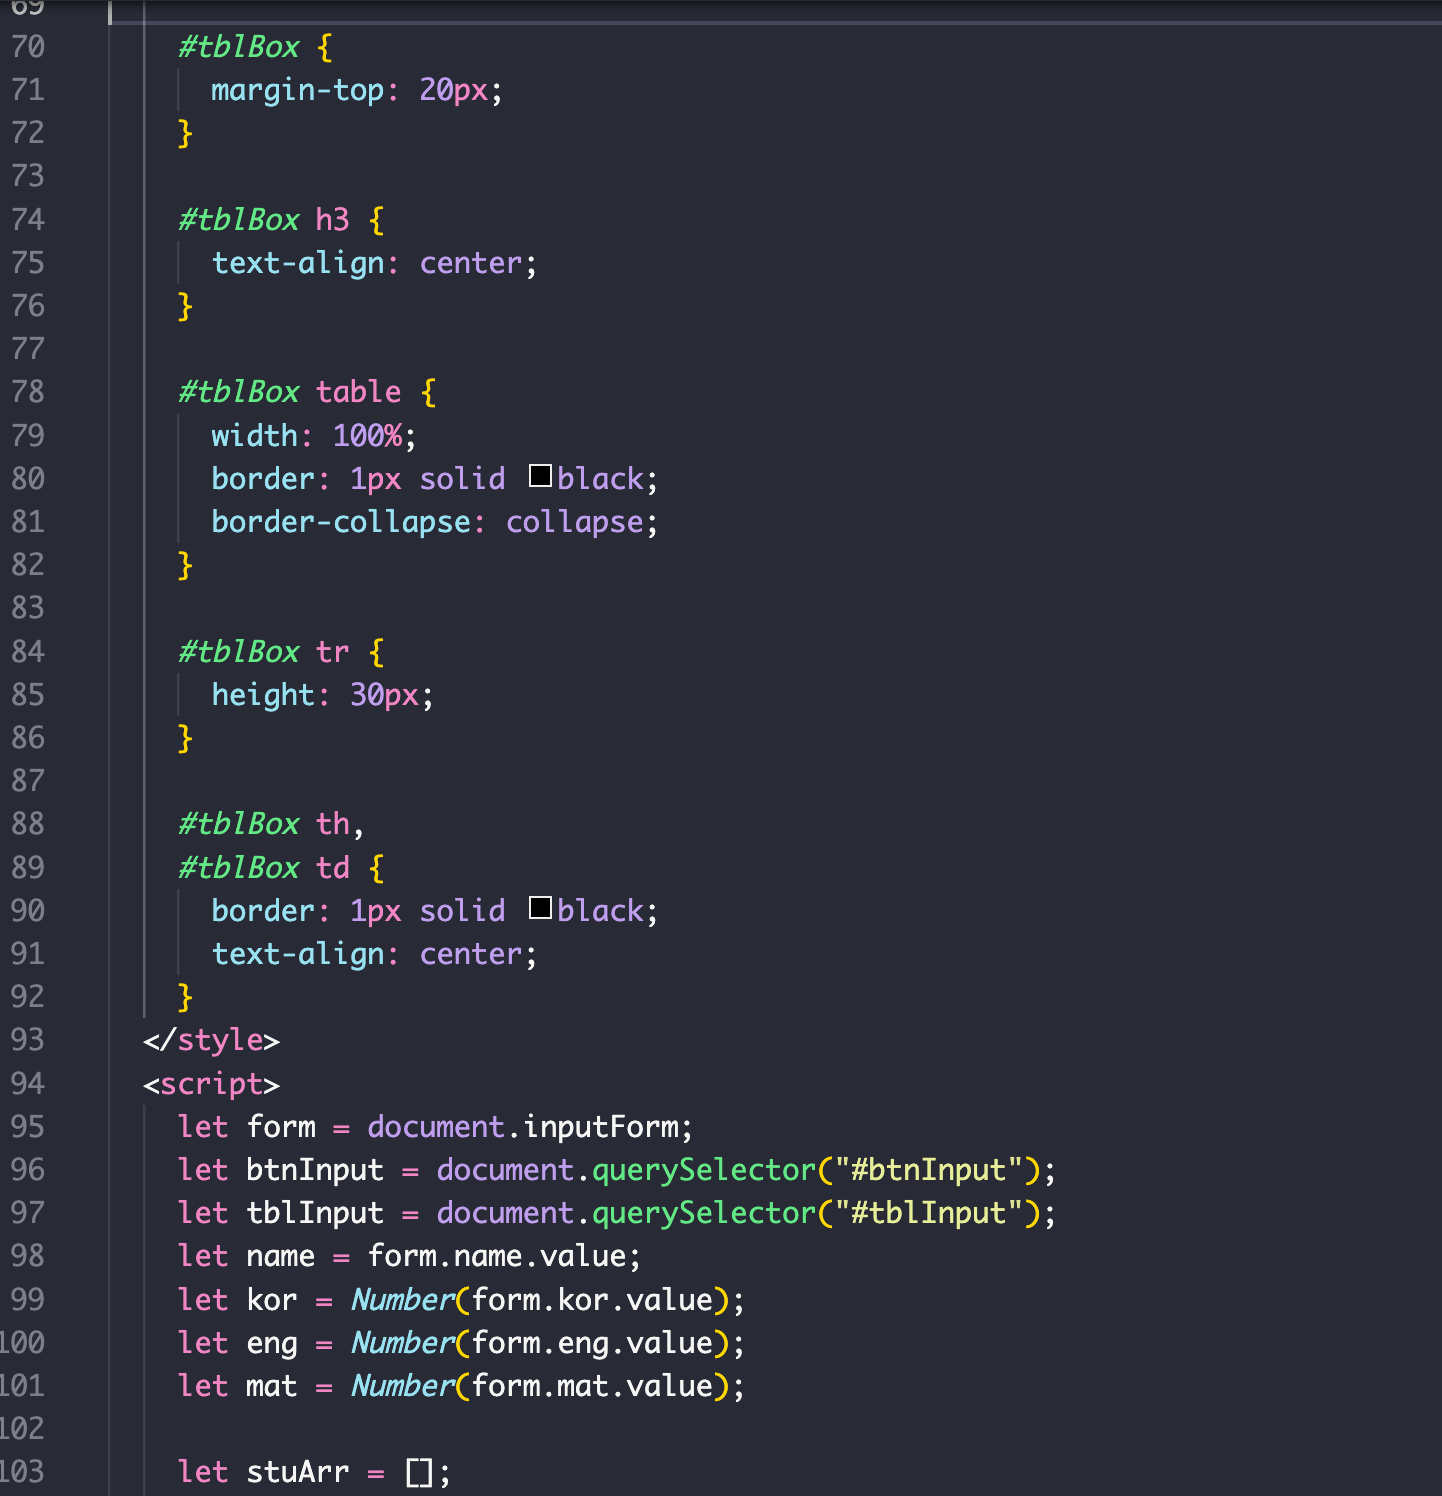 69
70 #tblBox {
71 margin-top: 20px;
72 }
73
74 #tblBox h3 {
75 text-align: center;
76 }
77
78 #tblBox table {
79 width: 100%;
80 border: 1px solid black;
81 border-collapse: collapse;
82 }
83
84 #tblBox tr {
85 height: 30px;
86 }
87
88 #tblBox th,
89 #tblBox td {
90 border: 1px solid black;
91 text-align: center;
92 }
93 </style>
94 <script>
95 let form = document.inputForm;
96 let btnInput = document.querySelector("#btnInput");
97 let tblInput = document.querySelector("#tblInput");
98 let name = form.name.value;
99 let kor = Number(form.kor.value);
100 let eng = Number(form.eng.value);
101 let mat = Number(form.mat.value);
102
103 let stuArr = [];